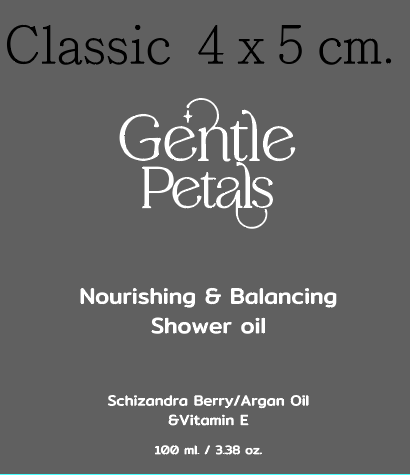 Classic 4 x 5 cm.
Gentle
Petals
Nourishing & Balancing
Shower oil
Schizandra Berry/Argan Oil
&Vitamin E
100 ml. / 3.38 oz.